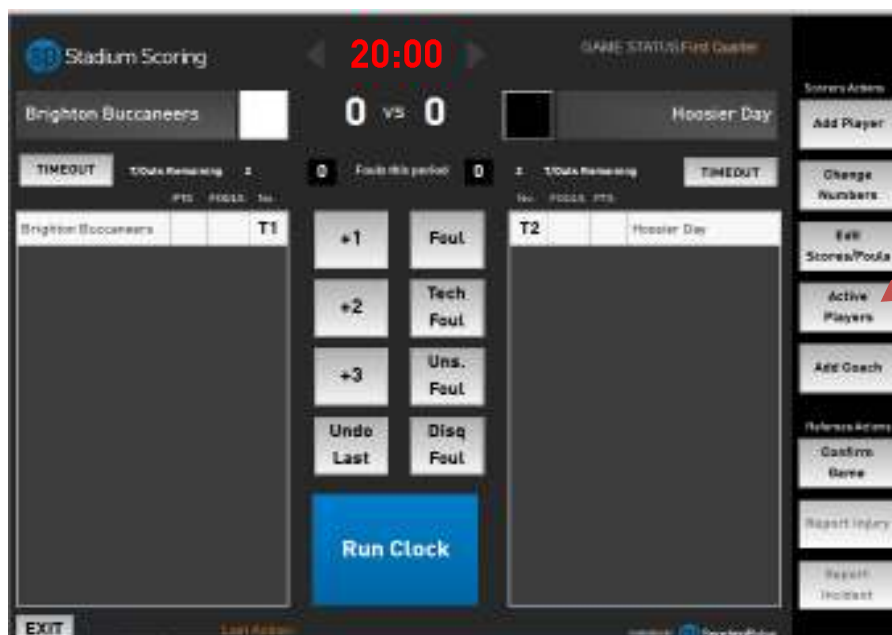 Stadium Scoring
20:00
GAME STATUS: First Quarter
Brighton Buccaneers
0 vs 0
Hoosier Day
TIMEOUT
T/Outs Remaining 2
0 Fouls this period 0
2 T/Outs Remaining
TIMEOUT
PTS FOULS No.
No. FOULS PTS
Brighton Buccaneers T1
T2 Hoosier Day
+1
Foul
+2
Tech
Foul
+3
Uns.
Foul
Undo
Last
Disq
Foul
Run Clock
EXIT
Last Action:
Scorers Actions
Add Player
Change
Numbers
Edit
Scores/Fouls
Active
Players
Add Coach
Referees Actions
Confirm
Game
Report Injury
Report
Incident